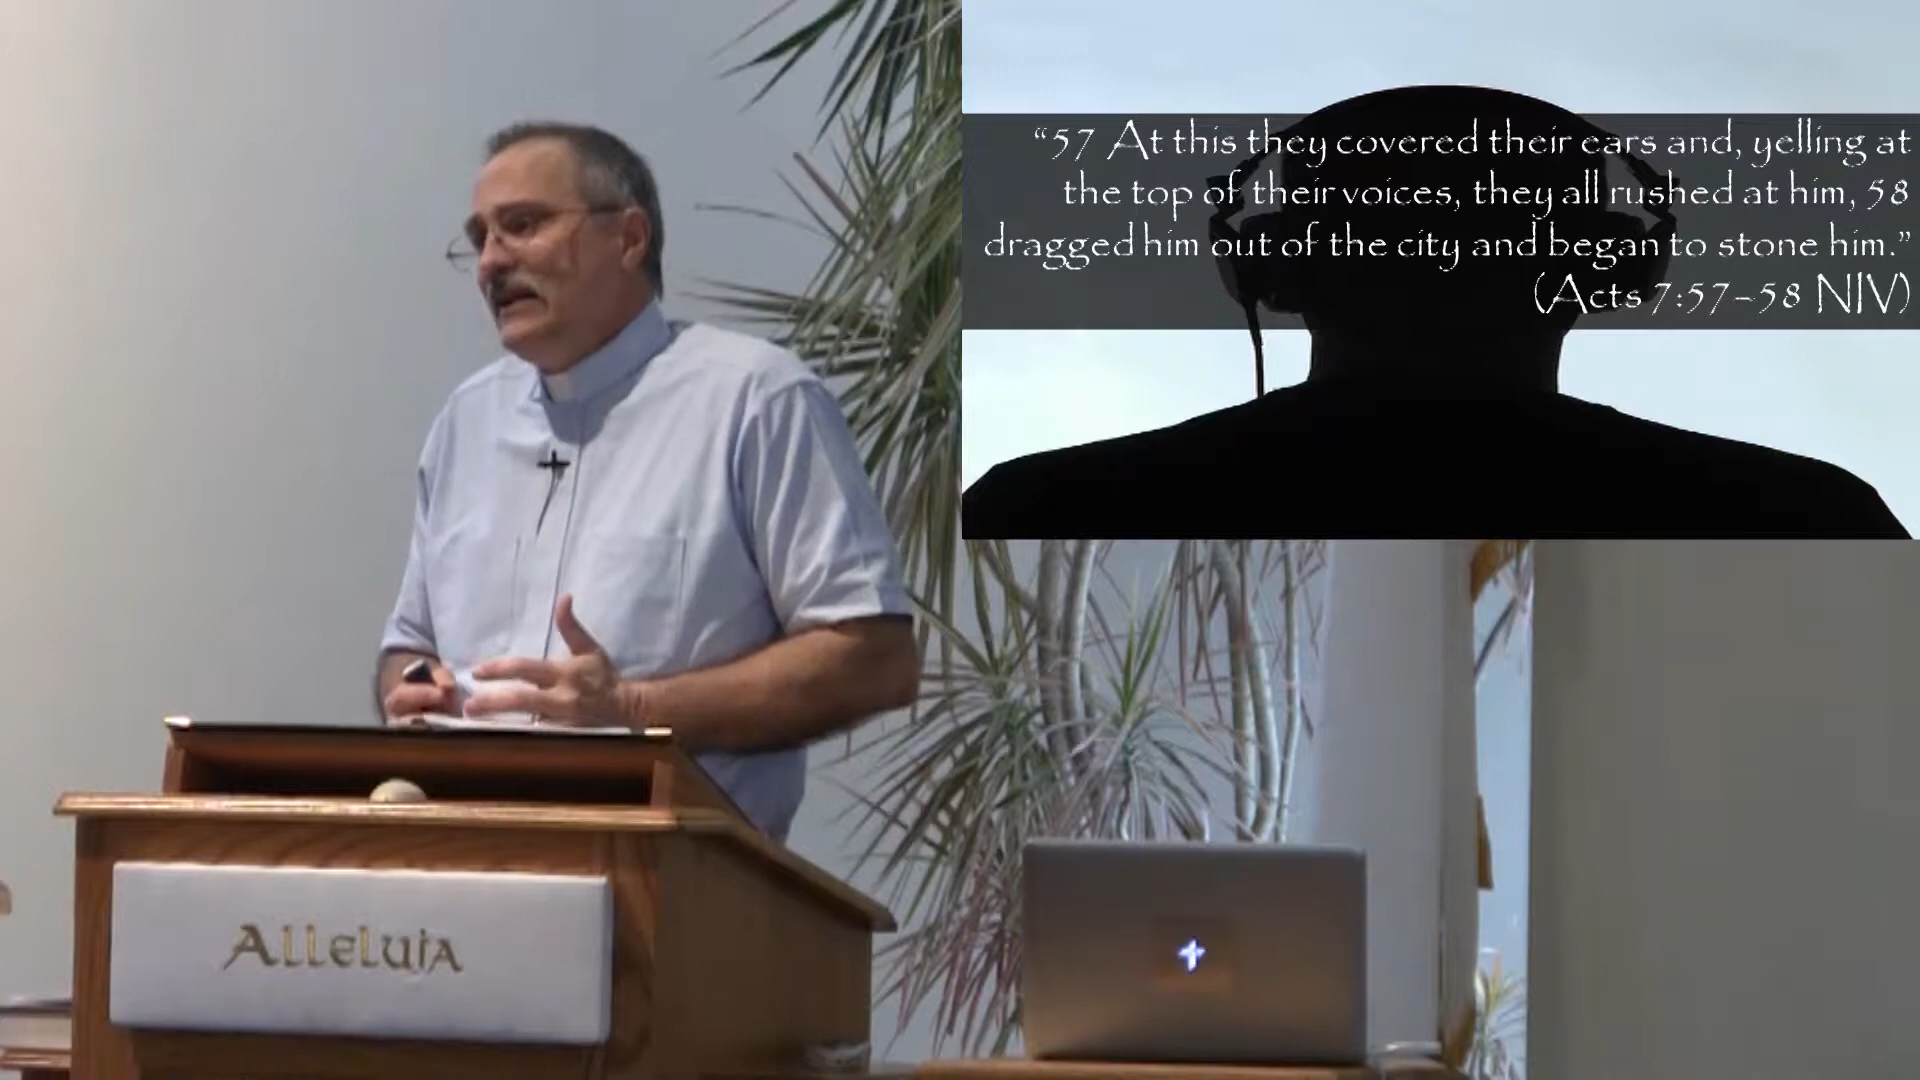 “57 At this they covered their ears and, yelling at
the top of their voices, they all rushed at him, 58
dragged him out of the city and began to stone him.”
(Acts 7:57–58 NIV)
Alleluia